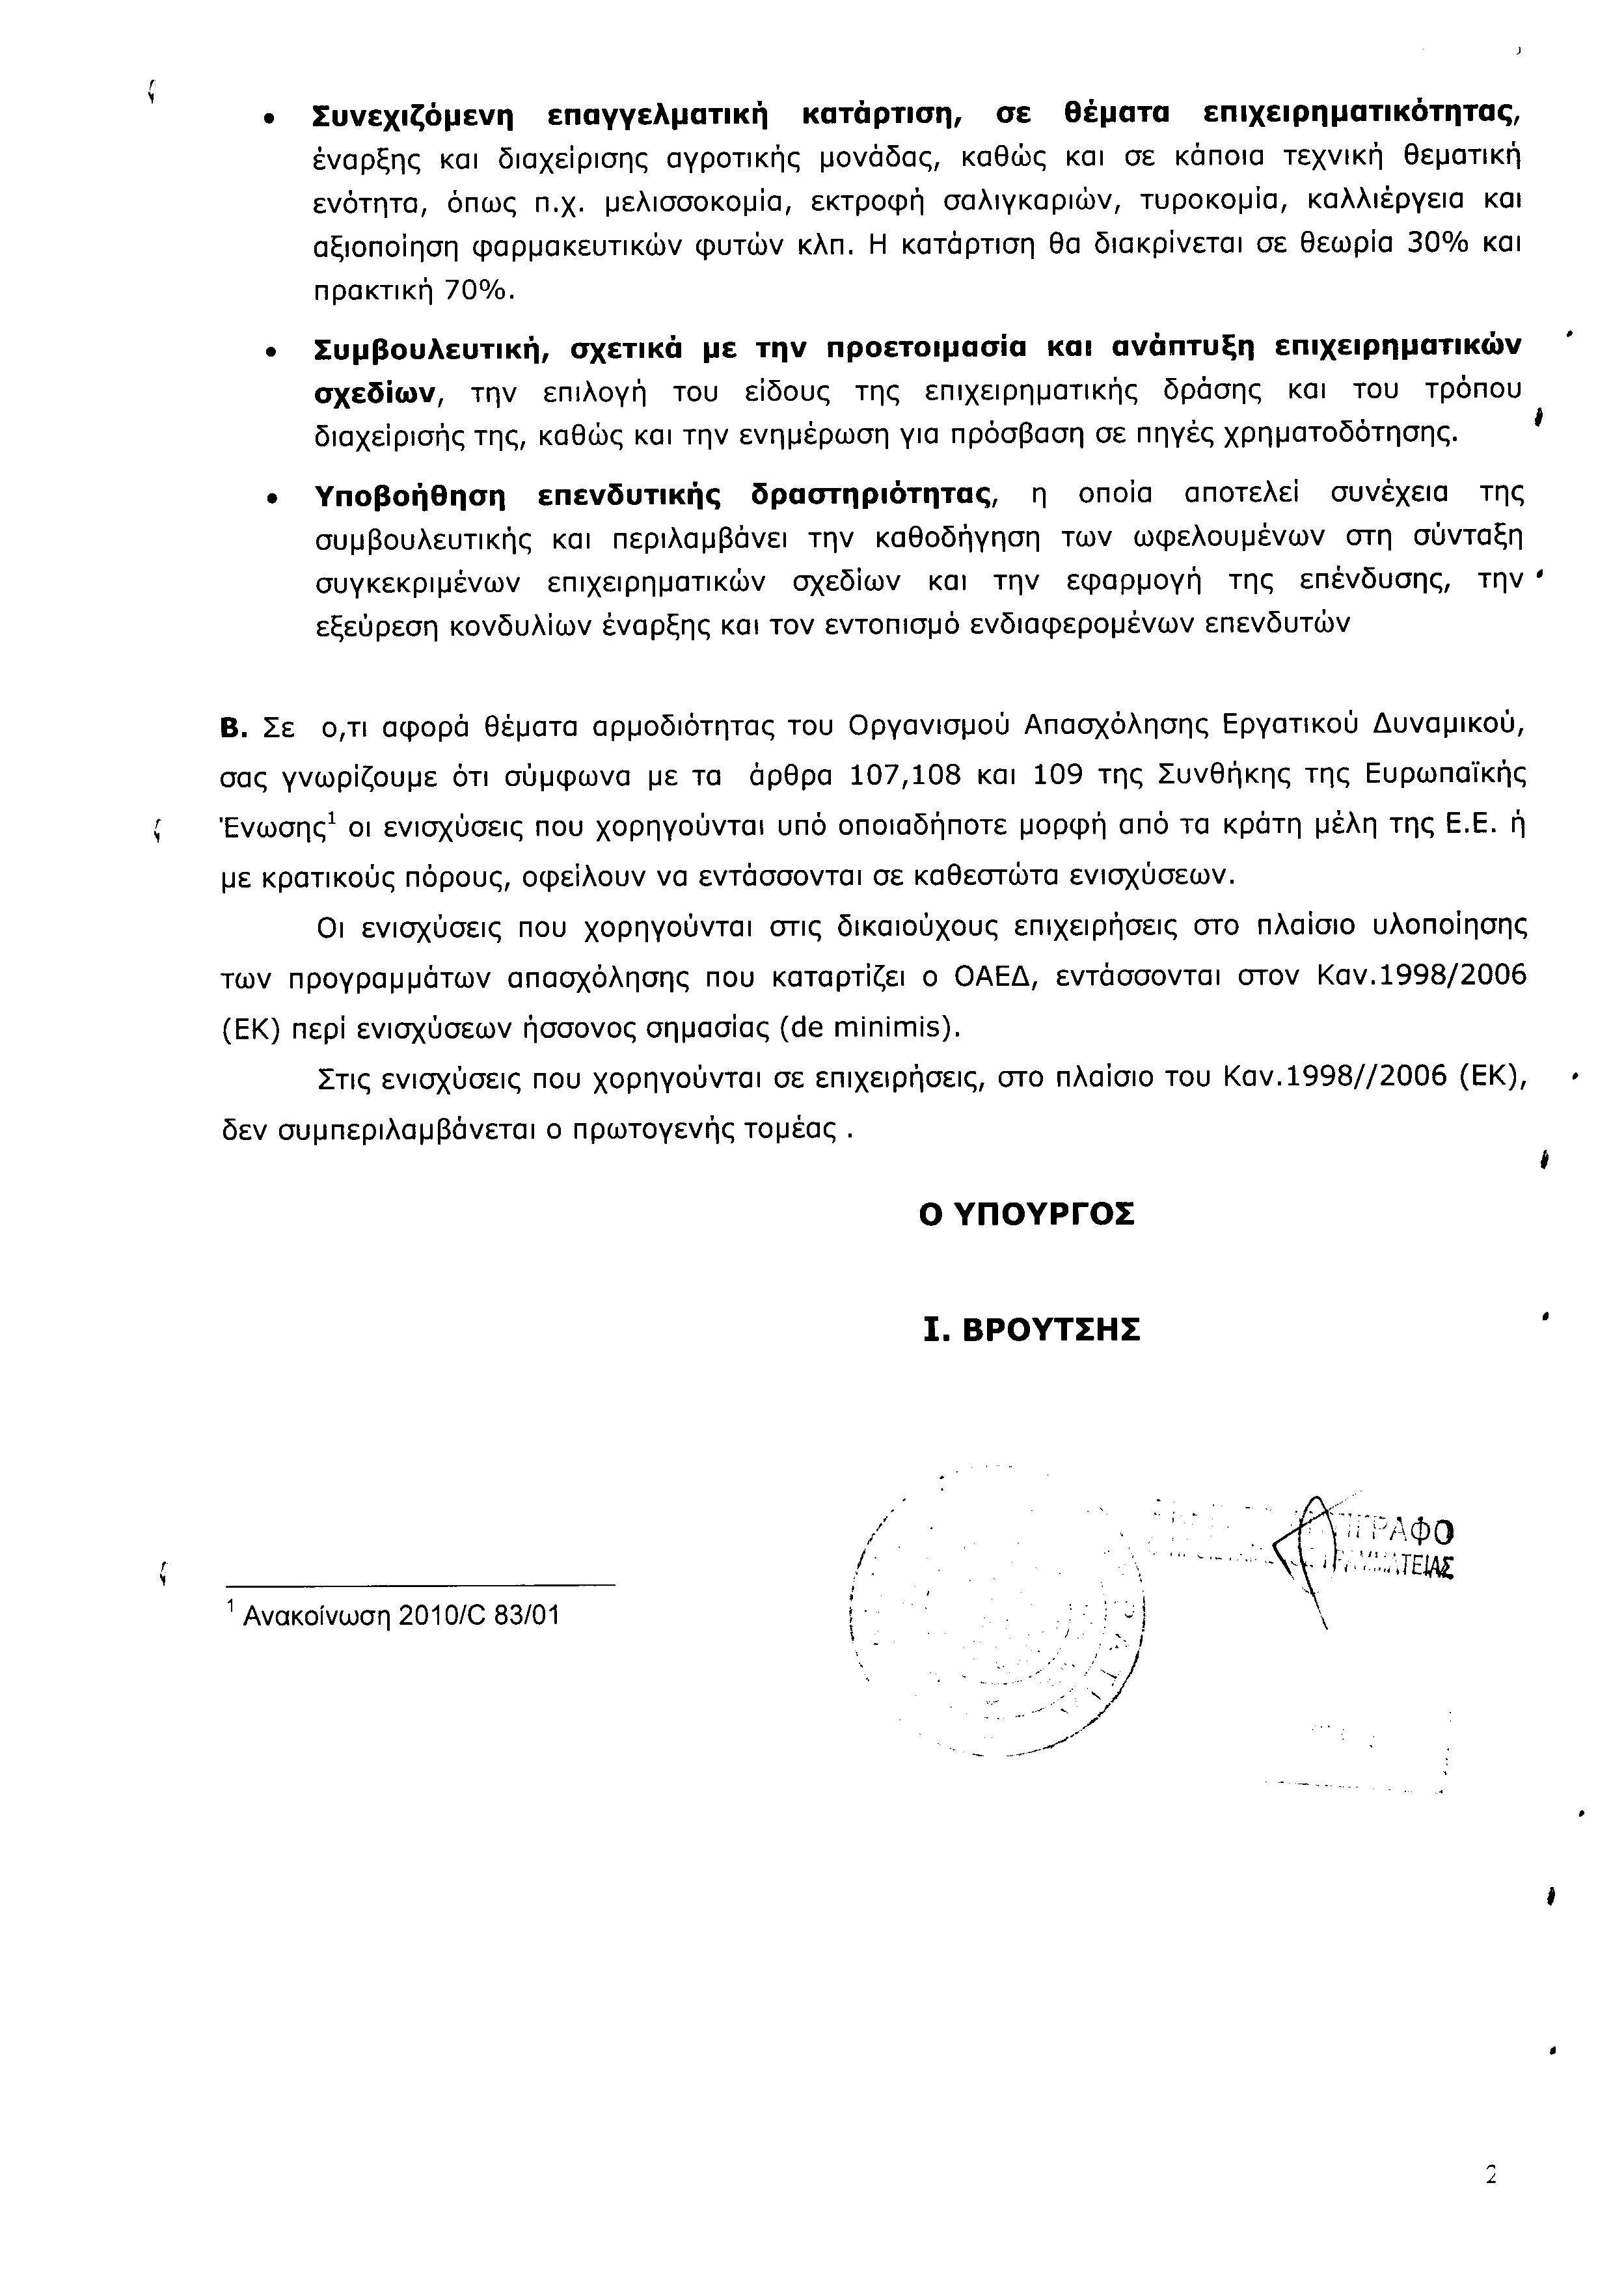 • Συνεχιζόμενη επαγγελματική κατάρτιση, σε θέματα επιχειρηματικότητας,
έναρξης και διαχείρισης αγροτικής μονάδας, καθώς και σε κάποια τεχνική θεματική
ενότητα, όπως π.χ. μελισσοκομία, εκτροφή σαλιγκαριών, τυροκομία, καλλιέργεια και
αξιοποίηση φαρμακευτικών φυτών κλπ. Η κατάρτιση θα διακρίνεται σε θεωρία 30% και
πρακτική 70%.
• Συμβουλευτική, σχετικά με την προετοιμασία και ανάπτυξη επιχειρηματικών
σχεδίων, την επιλογή του είδους της επιχειρηματικής δράσης και του τρόπου
διαχείρισής της, καθώς και την ενημέρωση για πρόσβαση σε πηγές χρηματοδότησης.
• Υποβοήθηση επενδυτικής δραστηριότητας, η οποία αποτελεί συνέχεια της
συμβουλευτικής και περιλαμβάνει την καθοδήγηση των ωφελουμένων στη σύνταξη
συγκεκριμένων επιχειρηματικών σχεδίων και την εφαρμογή της επένδυσης, την
εξεύρεση κονδυλίων έναρξης και τον εντοπισμό ενδιαφερομένων επενδυτών
Β. Σε ο,τι αφορά θέματα αρμοδιότητας του Οργανισμού Απασχόλησης Εργατικού Δυναμικού,
σας γνωρίζουμε ότι σύμφωνα με τα άρθρα 107,108 και 109 της Συνθήκης της Ευρωπαϊκής
Ένωσης¹ οι ενισχύσεις που χορηγούνται υπό οποιαδήποτε μορφή από τα κράτη μέλη της Ε.Ε. ή
με κρατικούς πόρους, οφείλουν να εντάσσονται σε καθεστώτα ενισχύσεων.
Οι ενισχύσεις που χορηγούνται στις δικαιούχους επιχειρήσεις στο πλαίσιο υλοποίησης
των προγραμμάτων απασχόλησης που καταρτίζει ο ΟΑΕΔ, εντάσσονται στον Καν.1998/2006
(ΕΚ) περί ενισχύσεων ήσσονος σημασίας (de minimis).
Στις ενισχύσεις που χορηγούνται σε επιχειρήσεις, στο πλαίσιο του Καν.1998//2006 (ΕΚ),
δεν συμπεριλαμβάνεται ο πρωτογενής τομέας .
Ο ΥΠΟΥΡΓΟΣ
Ι. ΒΡΟΥΤΣΗΣ
¹ Ανακοίνωση 2010/C 83/01
2